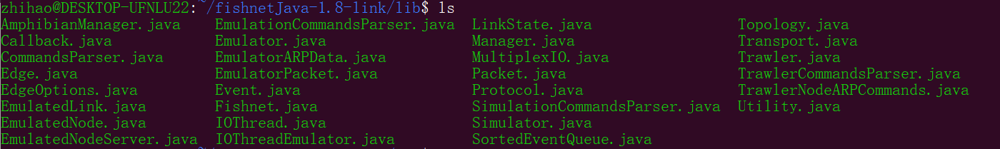 zhihao@DESKTOP-UFNLU22:~/fishnetJava-1.8-link/lib$ ls
AmphibianManager.java EmulationCommandsParser.java LinkState.java Topology.java
Callback.java Emulator.java Manager.java Transport.java
CommandsParser.java EmulatorARPData.java MultiplexIO.java Trawler.java
Edge.java EmulatorPacket.java Packet.java TrawlerCommandsParser.java
EdgeOptions.java Event.java Protocol.java TrawlerNodeARPCommands.java
EmulatedLink.java Fishnet.java SimulationCommandsParser.java Utility.java
EmulatedNode.java IOThread.java Simulator.java
EmulatedNodeServer.java IOThreadEmulator.java SortedEventQueue.java